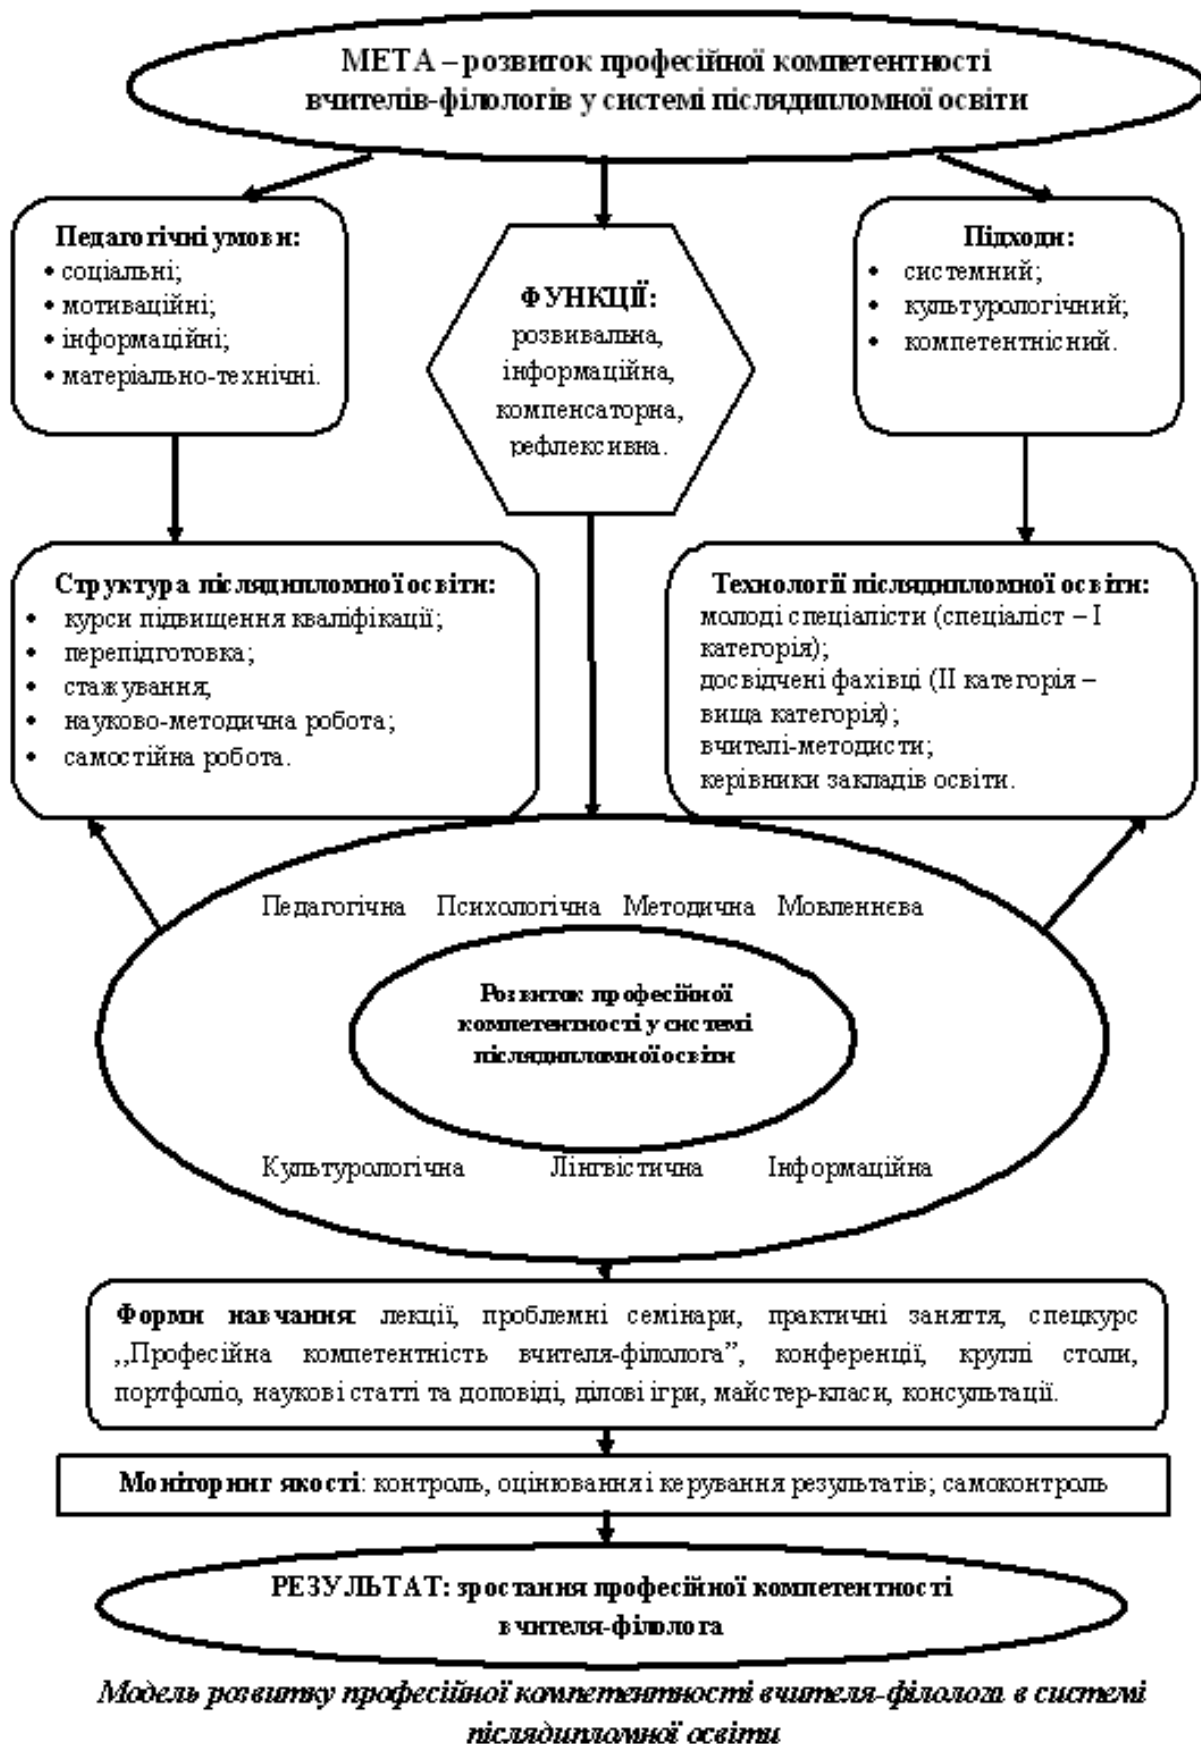 МЕТА – розвиток професійної компетентності
вчителів-філологів у системі післядипломної освіти
Педагогічні умови:
• соціальні;
• мотиваційні;
• інформаційні;
• матеріально-технічні.
ФУНКЦІЇ:
розвивальна,
інформаційна,
компенсаторна,
рефлексивна.
Підходи:
• системний;
• культурологічний;
• компетентнісний.
Структура післядипломної освіти:
• курси підвищення кваліфікації;
• перепідготовка;
• стажування;
• науково-методична робота;
• самостійна робота.
Технології післядипломної освіти:
молоді спеціалісти (спеціаліст – І
категорія);
досвідчені фахівці (ІІ категорія –
вища категорія);
вчителі-методисти;
керівники закладів освіти.
Педагогічна Психологічна Методична Мовленнєва
Розвиток професійної
компетентності у системі
післядипломної освіти
Культурологічна Лінгвістична Інформаційна
Форми навчання: лекції, проблемні семінари, практичні заняття, спецкурс
,,Професійна компетентність вчителя-філолога”, конференції, круглі столи,
портфоліо, наукові статті та доповіді, ділові ігри, майстер-класи, консультації.
Моніторинг якості: контроль, оцінювання і керування результатів; самоконтроль
РЕЗУЛЬТАТ: зростання професійної компетентності
вчителя-філолога
Модель розвитку професійної компетентності вчителя-філолога в системі
післядипломної освіти